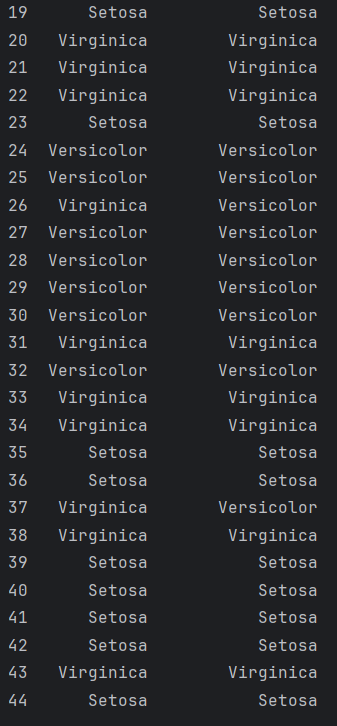 19 Setosa Setosa
20 Virginica Virginica
21 Virginica Virginica
22 Virginica Virginica
23 Setosa Setosa
24 Versicolor Versicolor
25 Versicolor Versicolor
26 Virginica Versicolor
27 Versicolor Versicolor
28 Versicolor Versicolor
29 Versicolor Versicolor
30 Versicolor Versicolor
31 Virginica Virginica
32 Versicolor Versicolor
33 Virginica Virginica
34 Virginica Virginica
35 Setosa Setosa
36 Setosa Setosa
37 Virginica Versicolor
38 Virginica Virginica
39 Setosa Setosa
40 Setosa Setosa
41 Setosa Setosa
42 Setosa Setosa
43 Virginica Virginica
44 Setosa Setosa